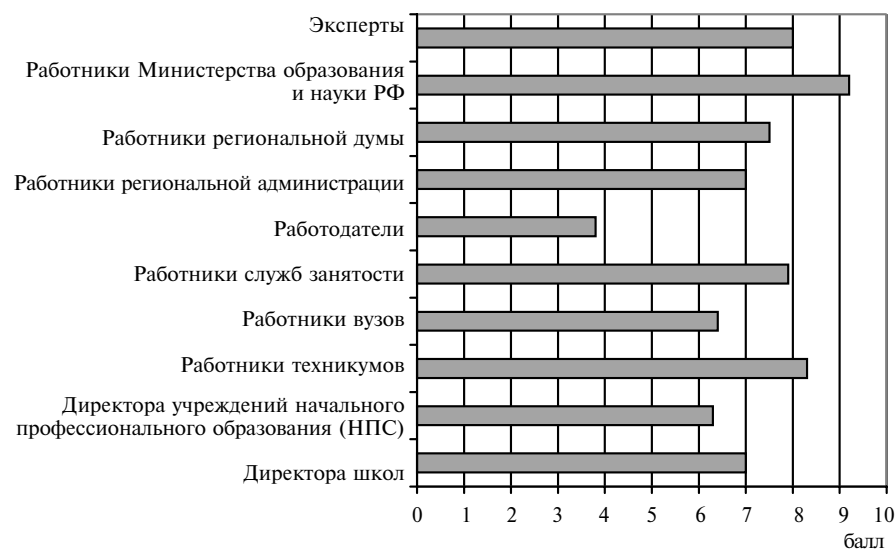 Эксперты
Работники Министерства образования
и науки РФ
Работники региональной думы
Работники региональной администрации
Работодатели
Работники служб занятости
Работники вузов
Работники техникумов
Директора учреждений начального
профессионального образования (НПС)
Директора школ
0 1 2 3 4 5 6 7 8 9 10
балл